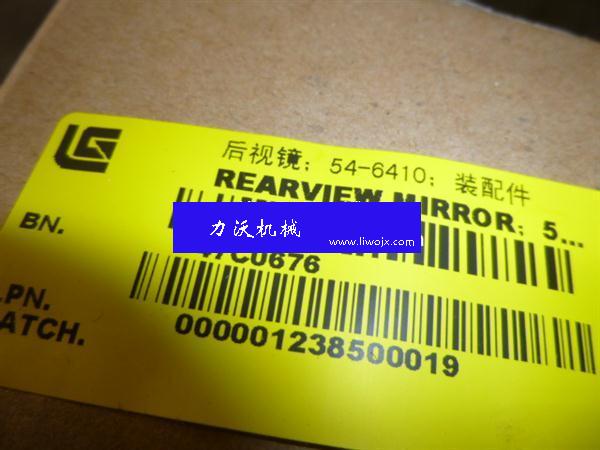 后视镜；54-6410；装配件
REARVIEW MIRROR；5...
力沃机械
www.liwojx.com
BN.
47C0676
PN.
ATCH.
000001238500019